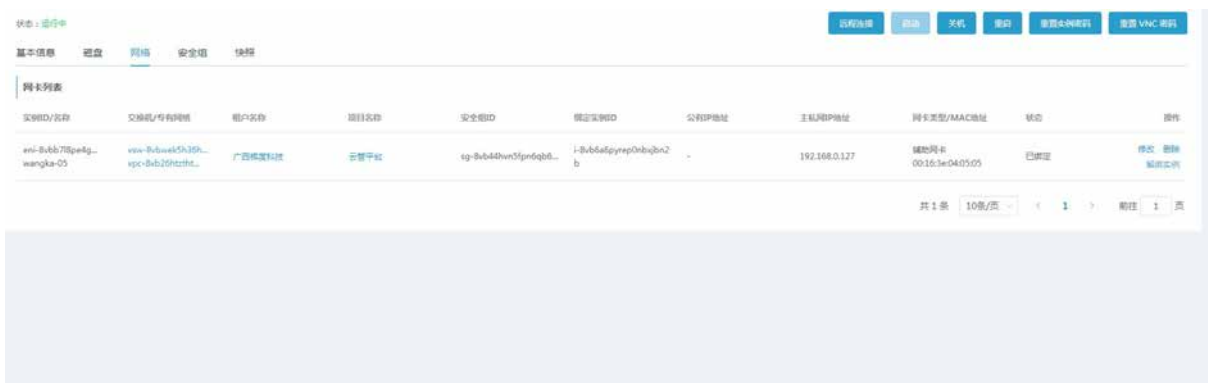 状态：运行中
远程连接 启动 关机 重启 重置实例密码 重置 VNC 密码
基本信息 磁盘 网络 安全组 快照
网卡列表
实例ID/名称 交换机/专有网络 租户名称 项目名称 安全组ID 绑定实例ID 公有IP地址 主私网IP地址 网卡类型/MAC地址 状态 操作
eni-8vbb7l8pe4g... vsw-8vbwek5h36h... 广西梯度科技 云智平台 sg-8vb44hvn5fpn6qb6... i-8vb6a6pyrep0nbxjbn2 - 192.168.0.127 辅助网卡 已绑定 修改 删除
wangka-05 vpc-8vb26htztht... b 00:16:3e:04:05:05 解绑实例
共 1 条 10条/页 < 1 > 前往 1 页